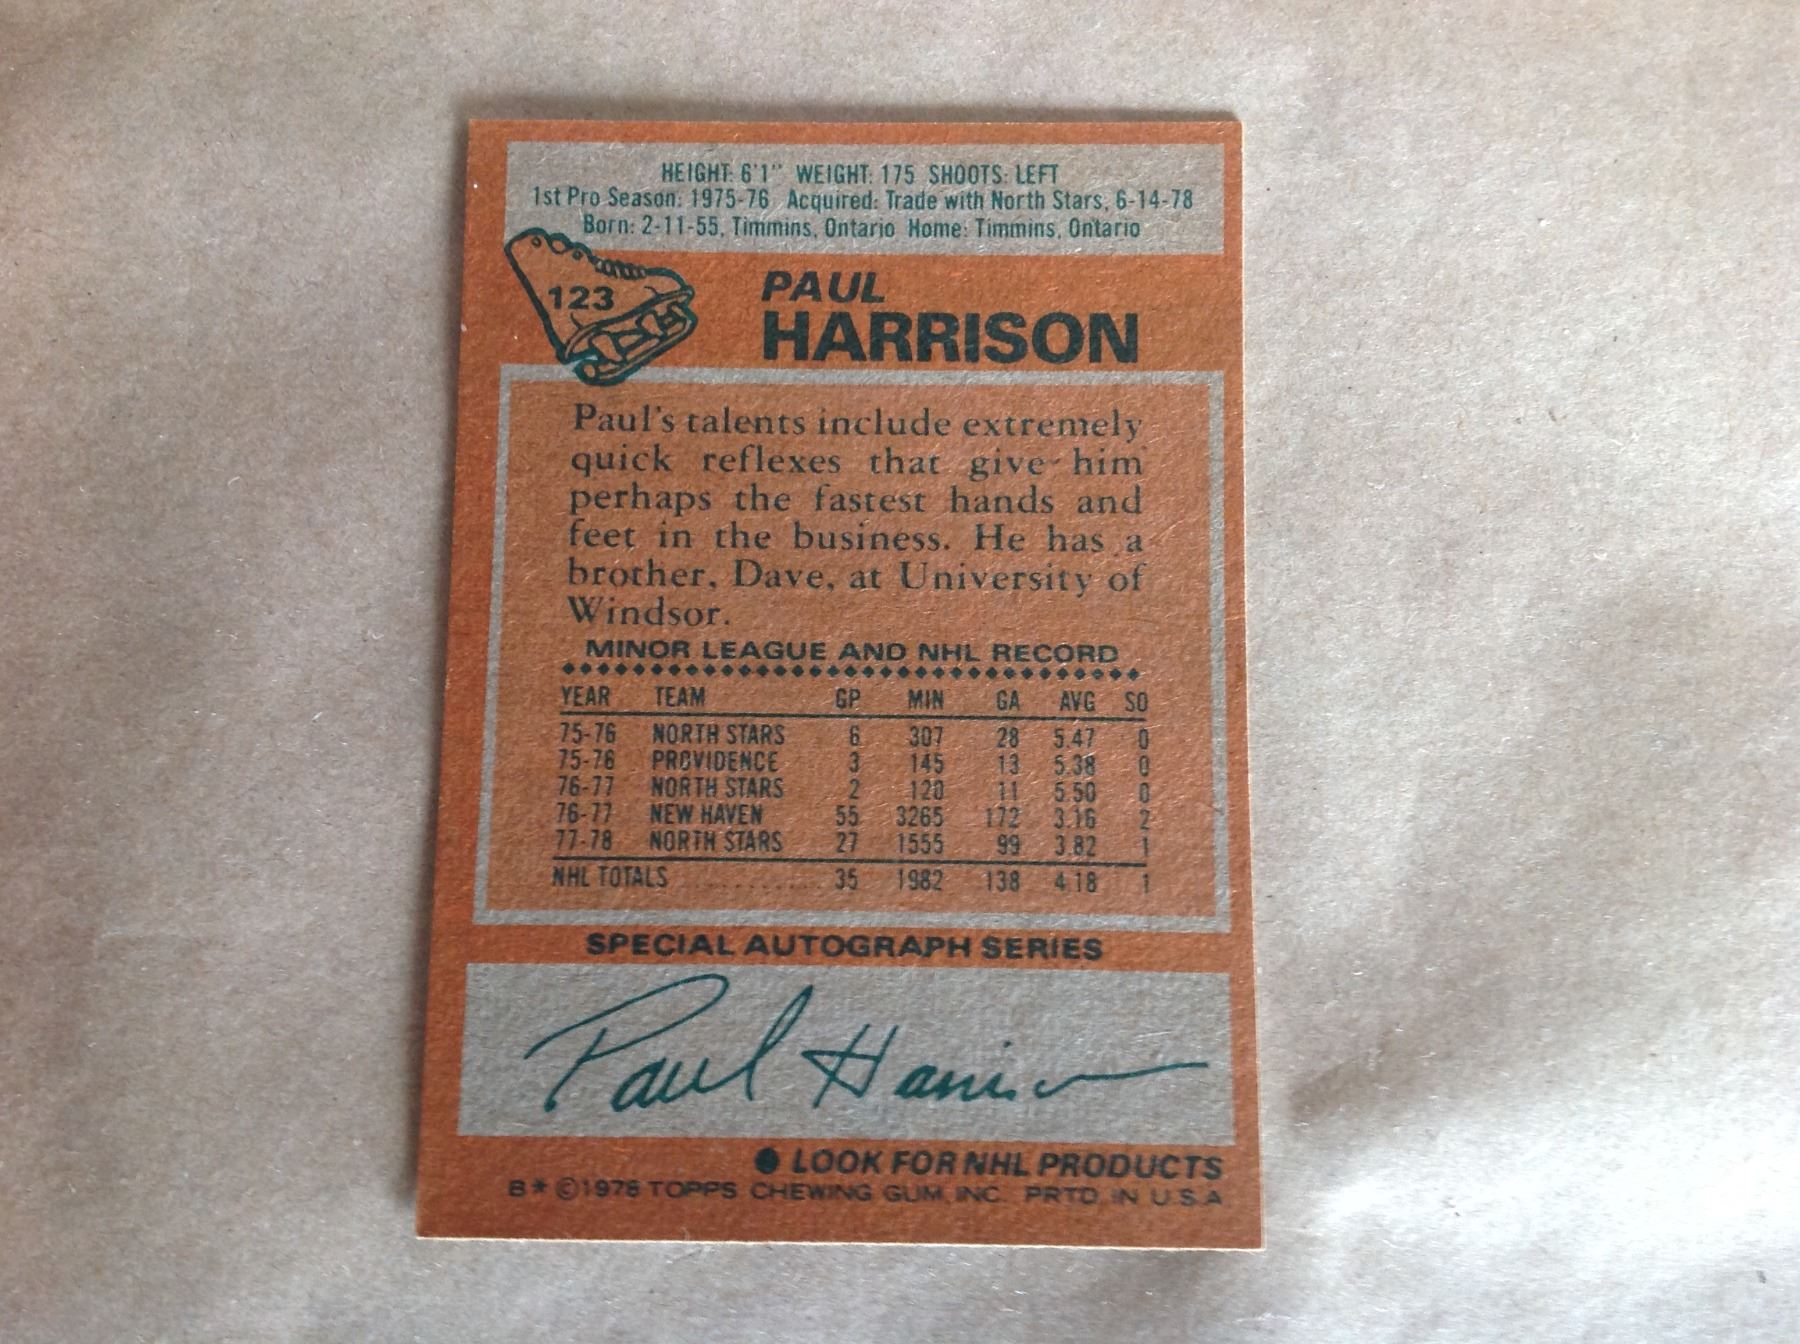 HEIGHT: 6'1" WEIGHT: 175 SHOOTS: LEFT
1st Pro Season: 1975-76 Acquired: Trade with North Stars, 6-14-78
Born: 2-11-55, Timmins, Ontario Home: Timmins, Ontario
123
PAUL
HARRISON
Paul's talents include extremely
quick reflexes that give him
perhaps the fastest hands and
feet in the business. He has a
brother, Dave, at University of
Windsor.
MINOR LEAGUE AND NHL RECORD
YEAR TEAM GP MIN GA AVG SO
75-76 NORTH STARS 6 307 28 5.47 0
75-76 PROVIDENCE 3 145 13 5.38 0
76-77 NORTH STARS 2 120 11 5.50 0
76-77 NEW HAVEN 55 3265 172 3.16 2
77-78 NORTH STARS 27 1555 99 3.82 1
NHL TOTALS ........... 35 1982 138 4.18 1
SPECIAL AUTOGRAPH SERIES
Paul Harrison
● LOOK FOR NHL PRODUCTS
B* ©1978 TOPPS CHEWING GUM, INC. PRTD. IN U.S.A